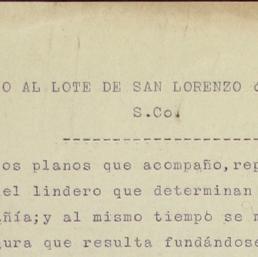 O AL LOTE DE SAN LORENZO
S.Co.
os planos que acompaño, rep
el lindero que determinan
añía; y al mismo tiempo se
gura que resulta fundándose